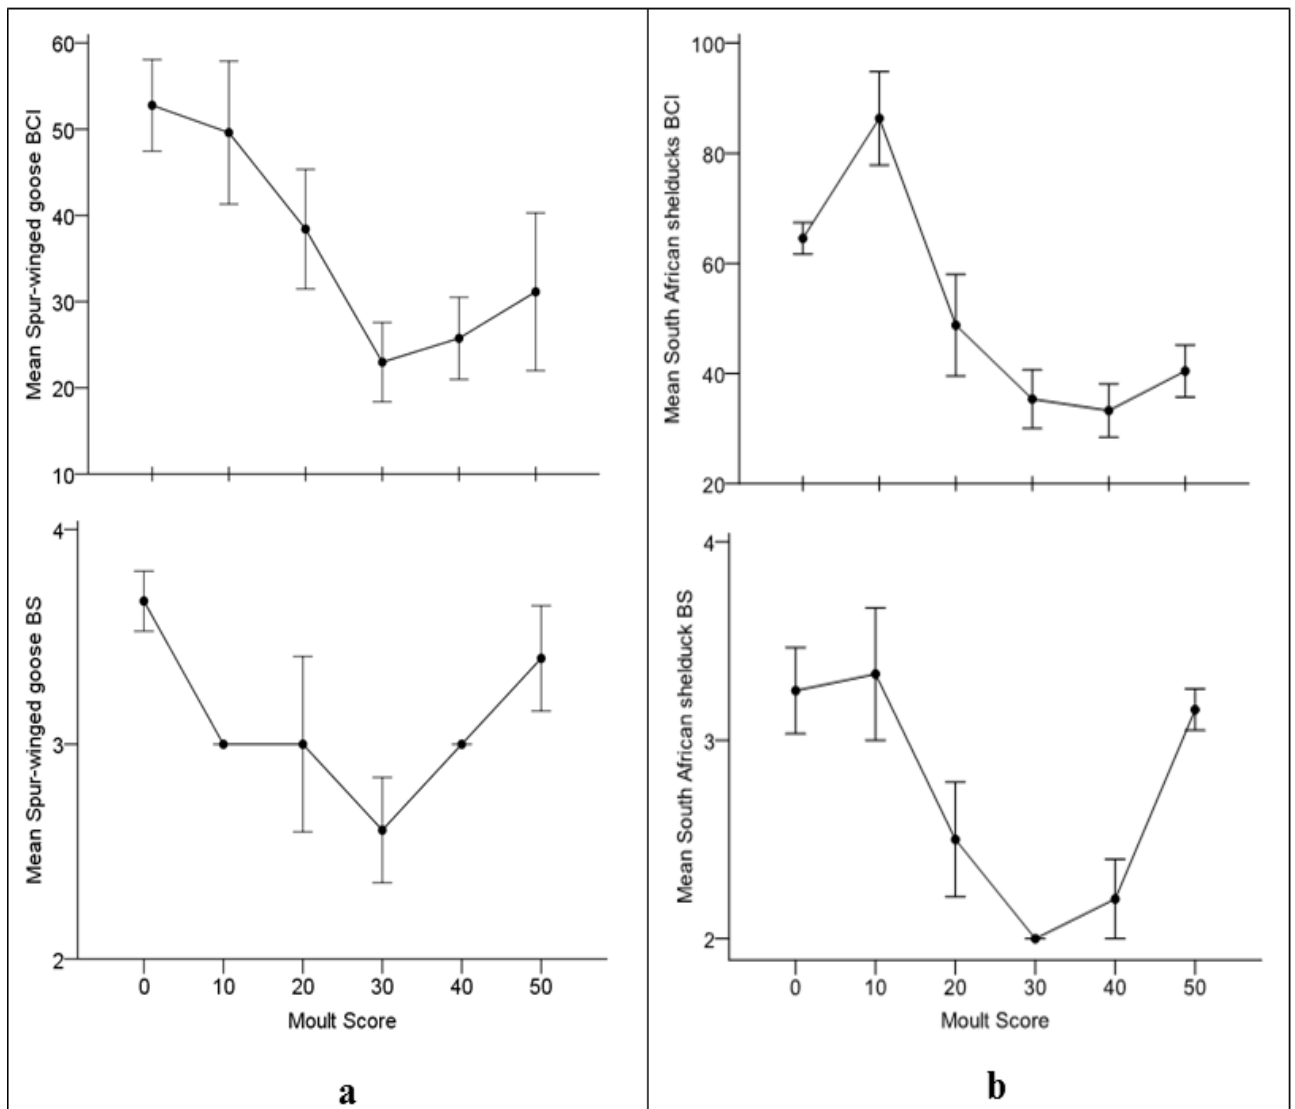 Mean Spur-winged goose BCI
60
50
40
30
20
10
Mean Spur-winged goose BS
4
3
2
0 10 20 30 40 50
Moult Score
a
Mean South African shelducks BCI
100
80
60
40
20
Mean South African shelduck BS
4
3
2
0 10 20 30 40 50
Moult Score
b